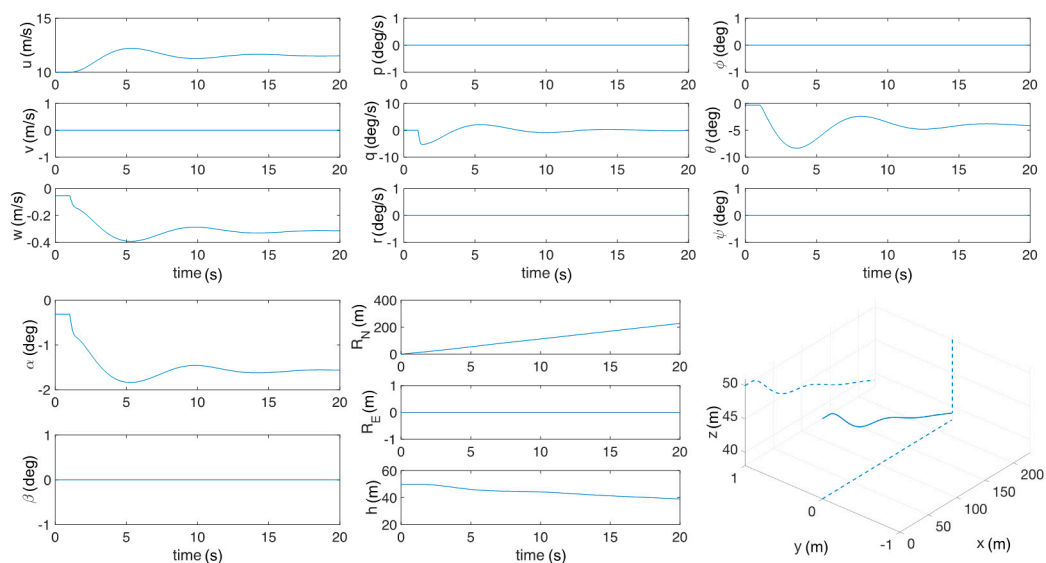 15
10
u (m/s)
0 5 10 15 20
1
0
-1
p (deg/s)
0 5 10 15 20
1
0
-1
ϕ (deg)
0 5 10 15 20
1
0
-1
v (m/s)
0 5 10 15 20
10
0
-10
q (deg/s)
0 5 10 15 20
0
-5
-10
θ (deg)
0 5 10 15 20
0
-0.2
-0.4
w (m/s)
0 5 10 15 20
time (s)
1
0
-1
r (deg/s)
0 5 10 15 20
time (s)
1
0
-1
ψ (deg)
0 5 10 15 20
time (s)
0
-1
-2
α (deg)
0 5 10 15 20
1
0
-1
β (deg)
0 5 10 15 20
time (s)
400
200
0
R_N (m)
0 5 10 15 20
1
0
-1
R_E (m)
0 5 10 15 20
60
40
20
h (m)
0 5 10 15 20
time (s)
50
45
40
z (m)
1
0
-1
y (m)
0
50
100
150
200
x (m)